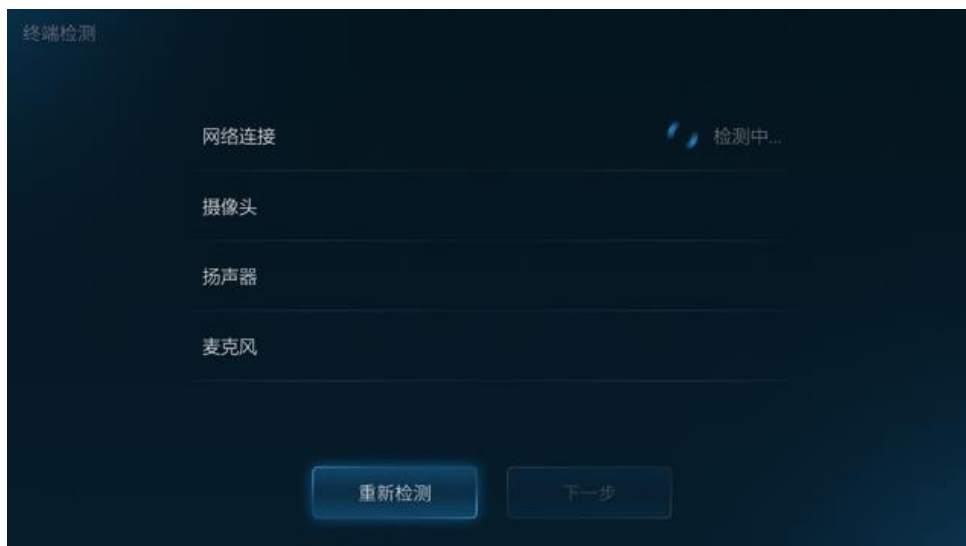 终端检测
网络连接 检测中...
摄像头
扬声器
麦克风
重新检测 下一步